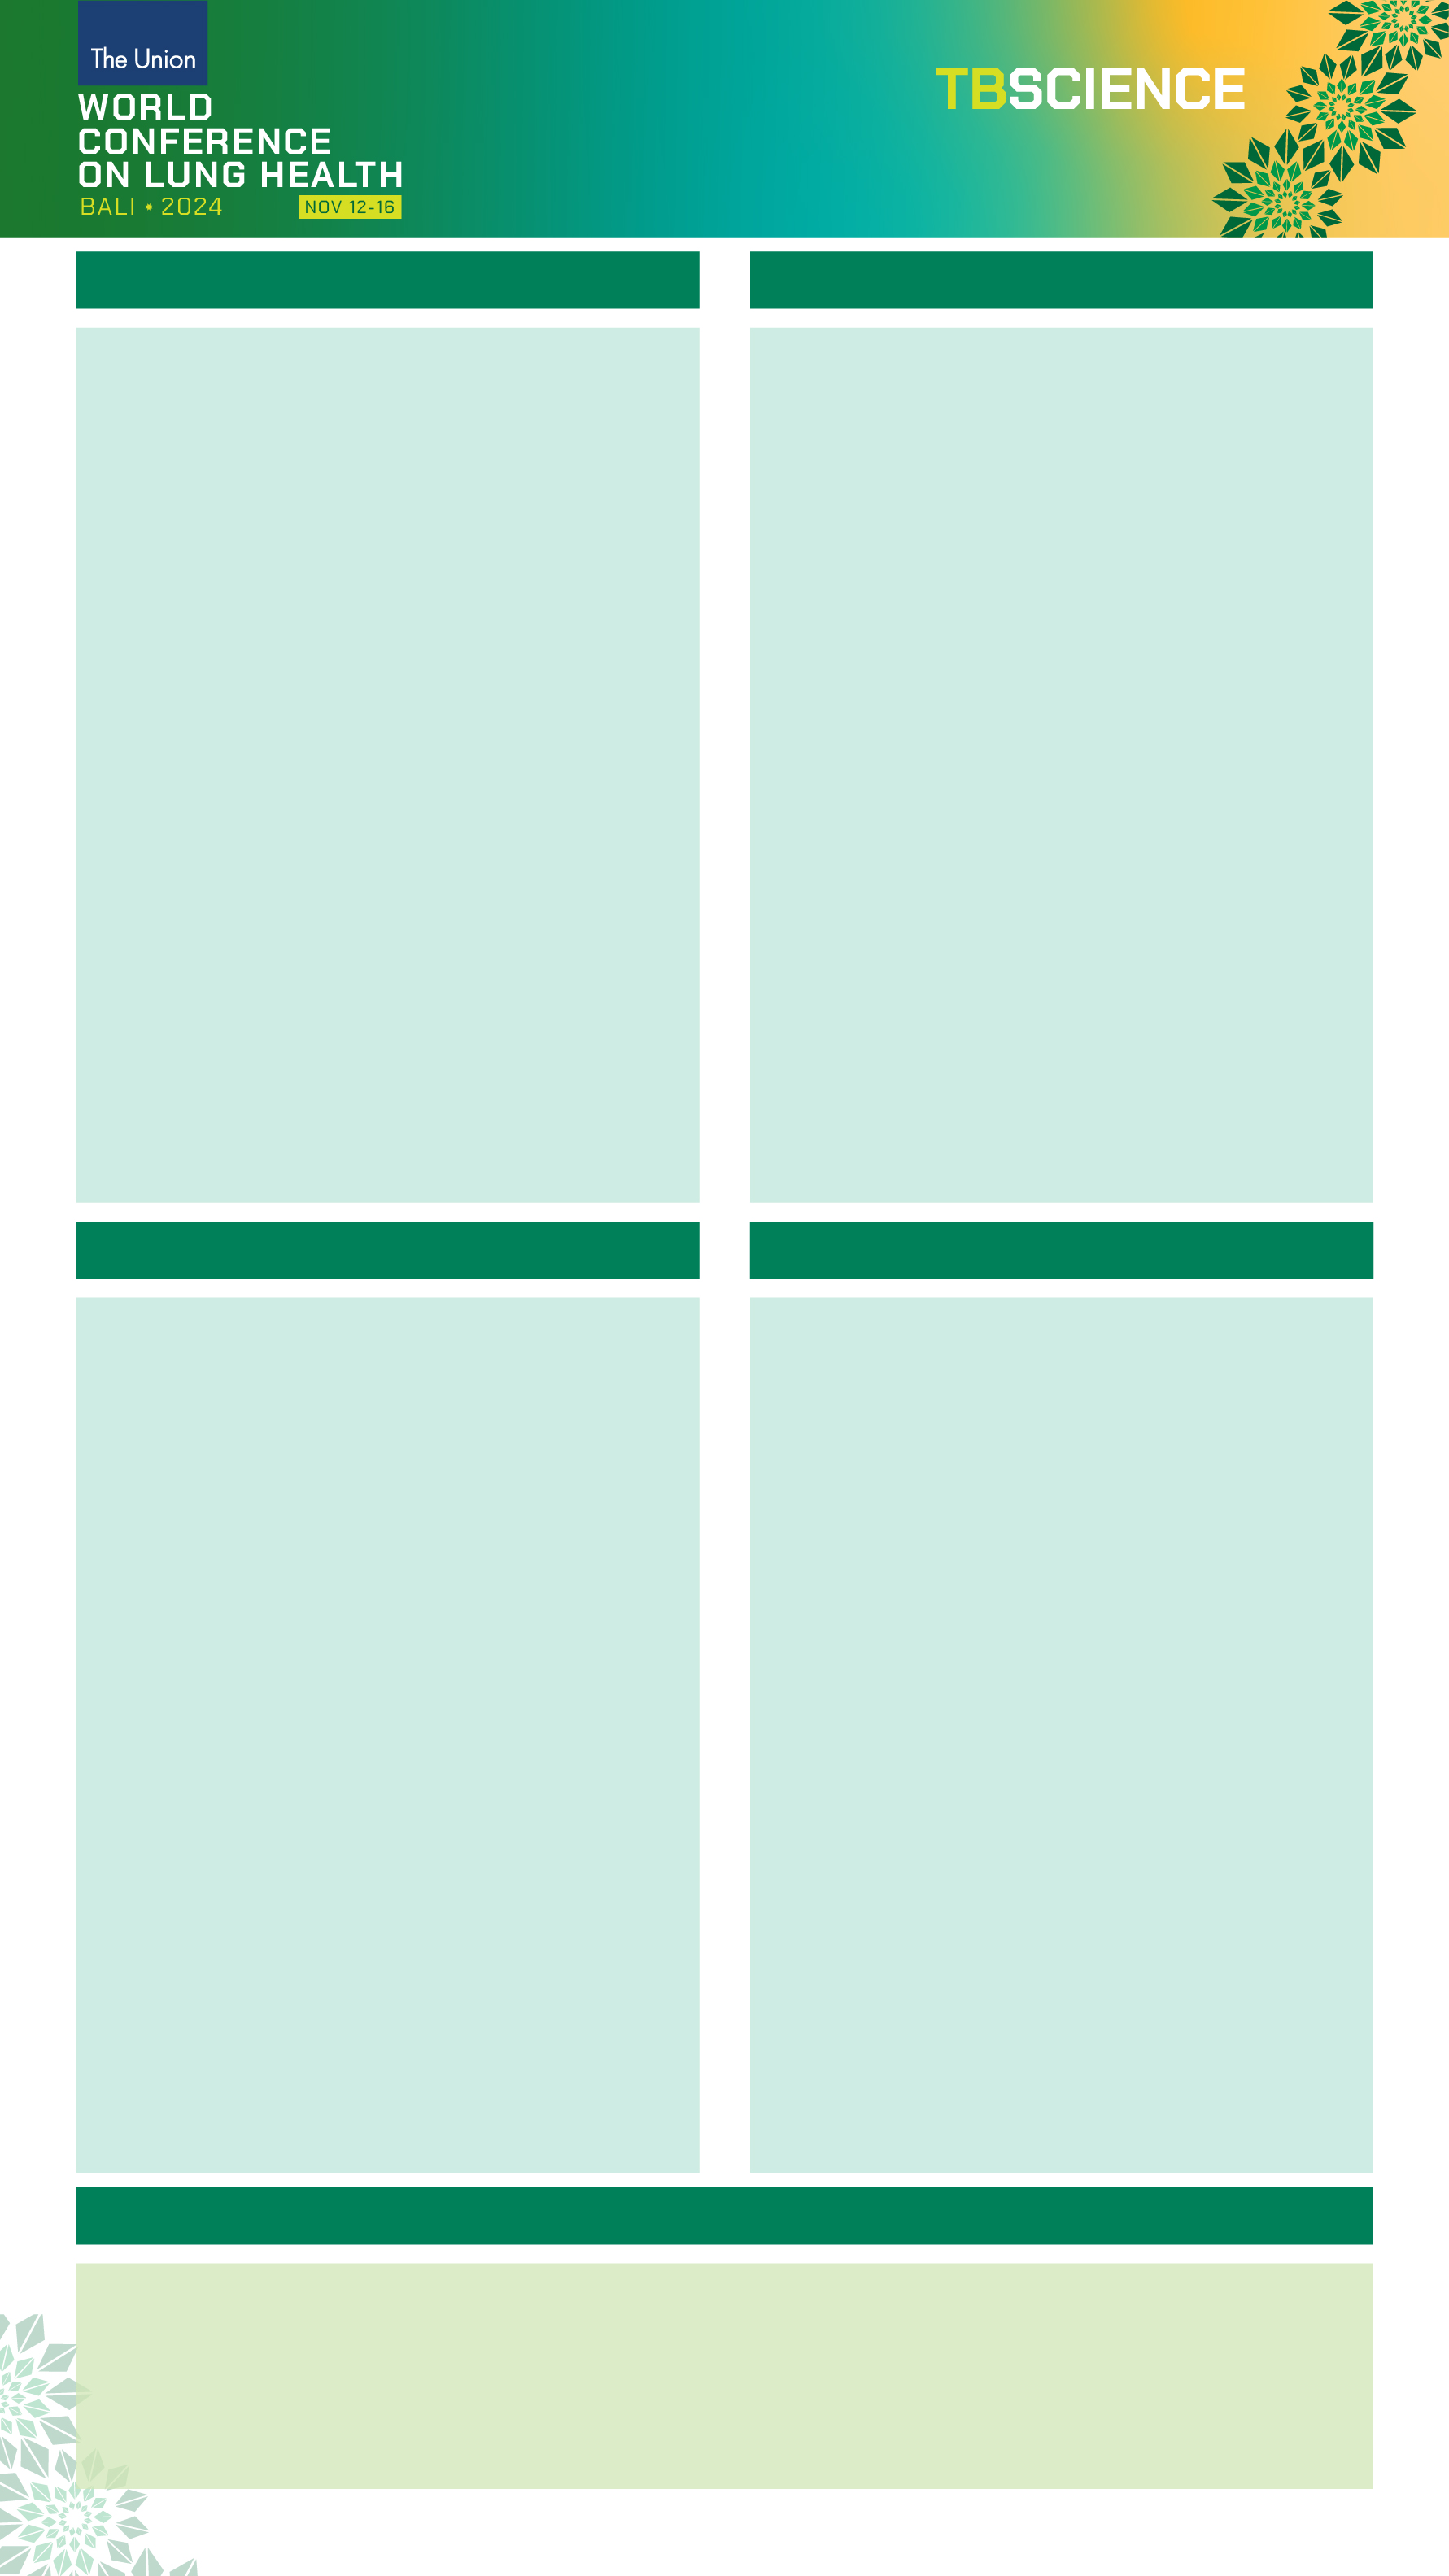 The Union
WORLD
CONFERENCE
ON LUNG HEALTH
BALI • 2024
NOV 12-16
TBSCIENCE